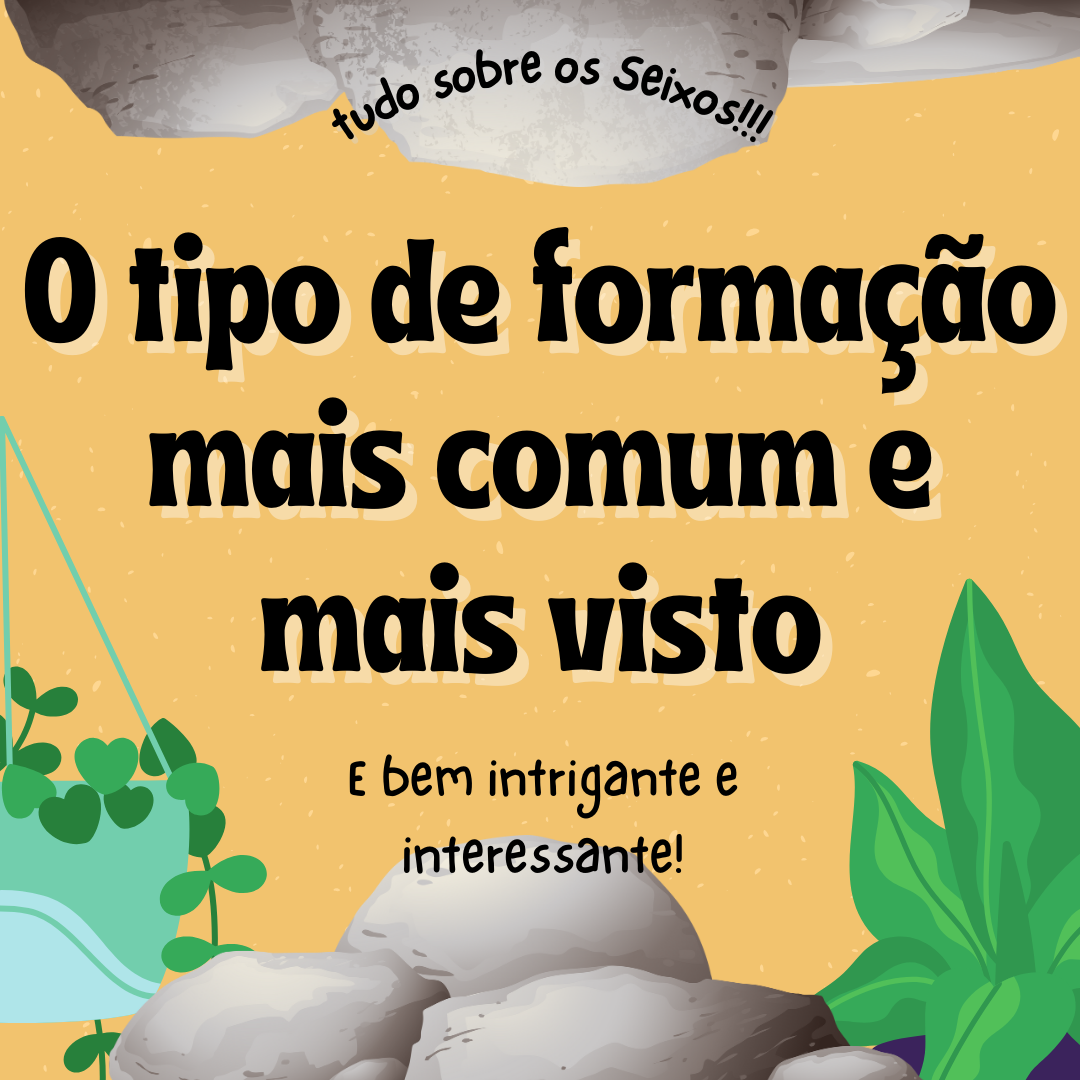 tudo sobre os Seixos!!!
O tipo de formação
mais comum e
mais visto
E bem intrigante e
interessante!